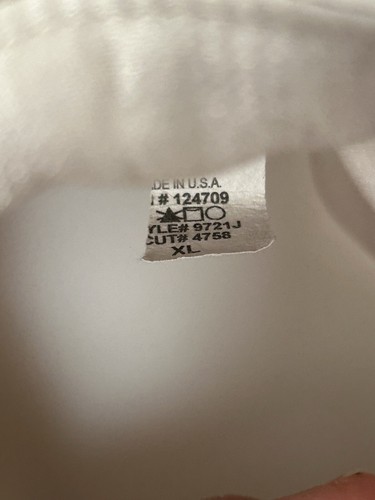 DE IN U.S.A.
# 124709
YLE# 9721J
CUT# 4758
XL